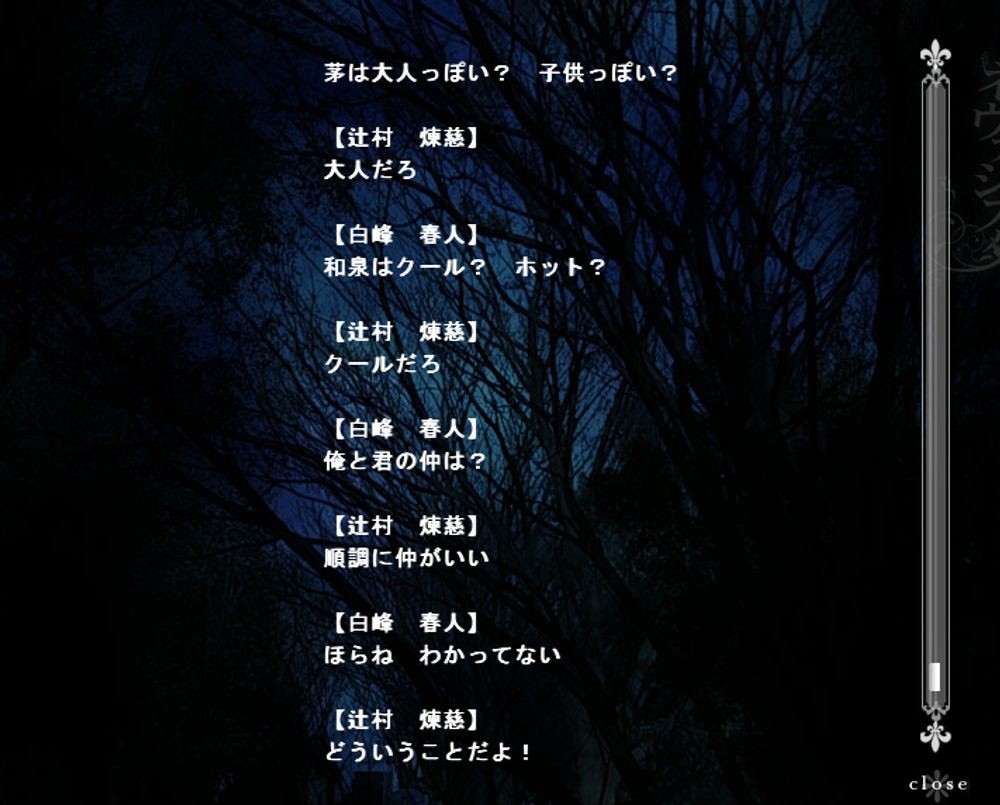 茅は大人っぽい？　子供っぽい？
【辻村　煉慈】
大人だろ
【白峰　春人】
和泉はクール？　ホット？
【辻村　煉慈】
クールだろ
【白峰　春人】
俺と君の仲は？
【辻村　煉慈】
順調に仲がいい
【白峰　春人】
ほらね　わかってない
【辻村　煉慈】
どういうことだよ！
close